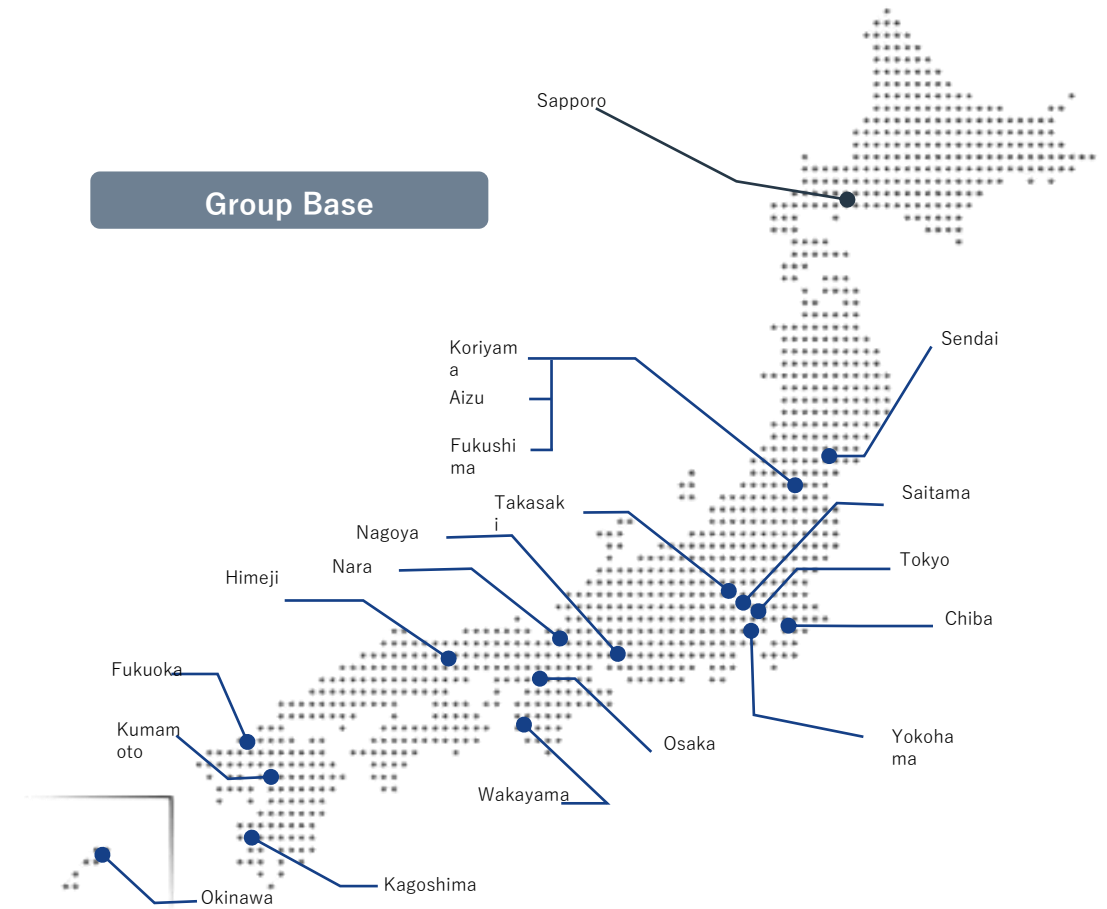 Sapporo
Group Base
Sendai
Koriyam
a
Aizu
Fukushi
ma
Saitama
Takasak
i
Nagoya
Tokyo
Nara
Himeji
Chiba
Fukuoka
Kumam
oto
Yokoha
ma
Osaka
Wakayama
Kagoshima
Okinawa